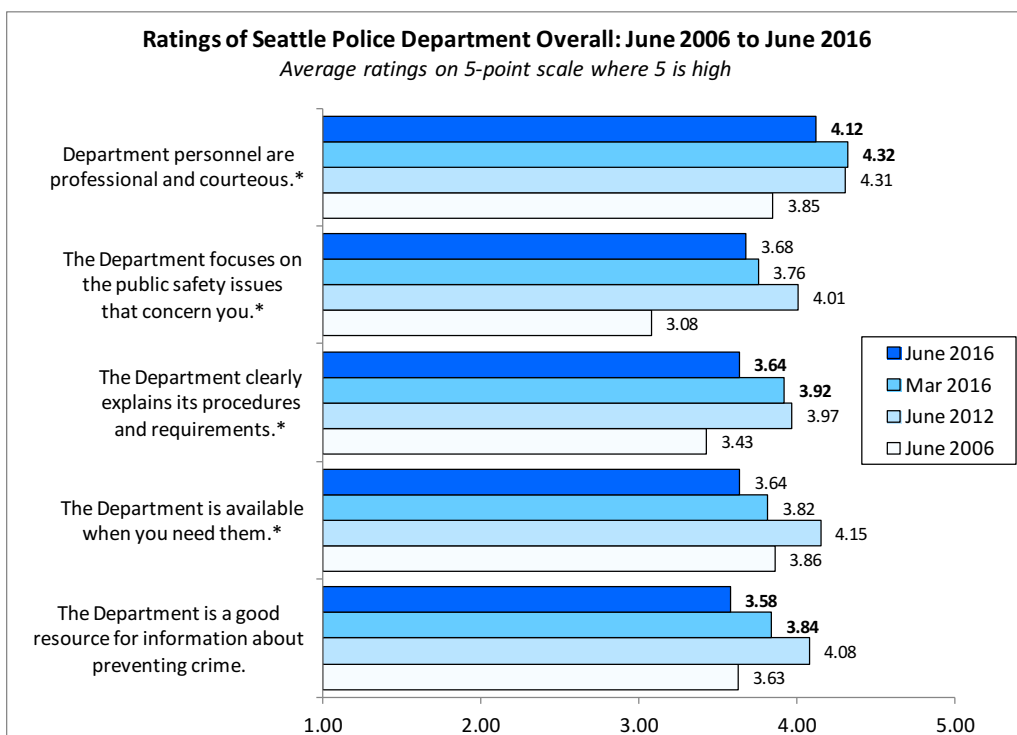 Ratings of Seattle Police Department Overall: June 2006 to June 2016
Average ratings on 5-point scale where 5 is high
Department personnel are
professional and courteous.*
4.12
4.32
4.31
3.85
The Department focuses on
the public safety issues
that concern you.*
3.68
3.76
4.01
3.08
The Department clearly
explains its procedures
and requirements.*
3.64
3.92
3.97
3.43
The Department is available
when you need them.*
3.64
3.82
4.15
3.86
The Department is a good
resource for information about
preventing crime.
3.58
3.84
4.08
3.63
June 2016
Mar 2016
June 2012
June 2006
1.00 2.00 3.00 4.00 5.00